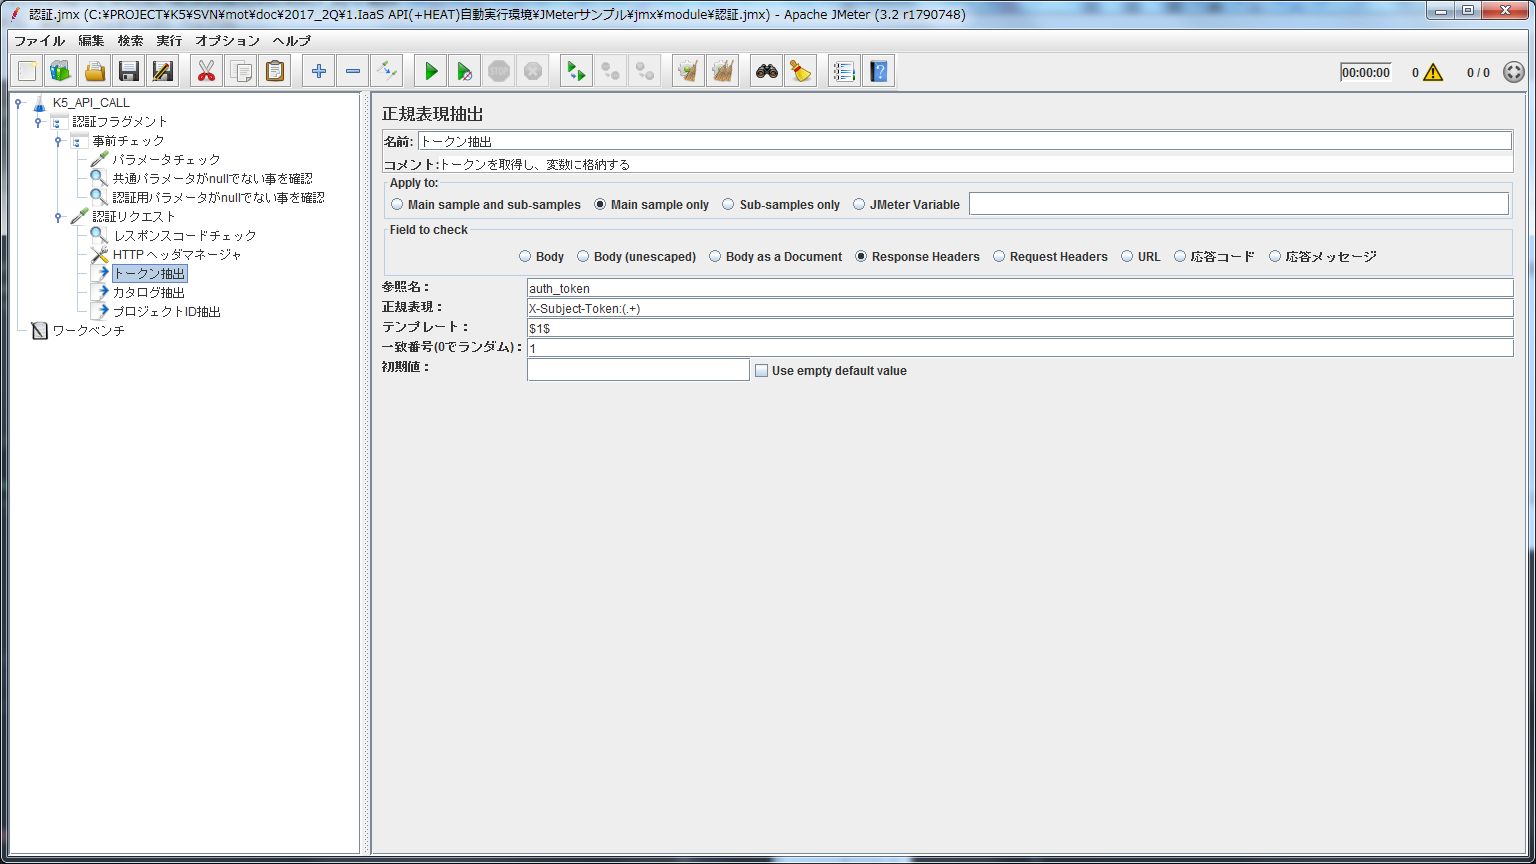 認証.jmx (C:¥PROJECT¥K5¥SVN¥mot¥doc¥2017_2Q¥1.IaaS API(+HEAT)自動実行環境¥JMeterサンプル¥jmx¥module¥認証.jmx) - Apache JMeter (3.2 r1790748)
ファイル 編集 検索 実行 オプション ヘルプ
STOP 00:00:00 0 0 / 0
K5_API_CALL
認証フラグメント
事前チェック
パラメータチェック
共通パラメータがnullでない事を確認
認証用パラメータがnullでない事を確認
認証リクエスト
レスポンスコードチェック
HTTP ヘッダマネージャ
トークン抽出
カタログ抽出
プロジェクトID抽出
ワークベンチ
正規表現抽出
名前: トークン抽出
コメント:トークンを取得し、変数に格納する
Apply to:
Main sample and sub-samples Main sample only Sub-samples only JMeter Variable
Field to check
Body Body (unescaped) Body as a Document Response Headers Request Headers URL 応答コード 応答メッセージ
参照名： auth_token
正規表現： X-Subject-Token:(.+)
テンプレート： $1$
一致番号(0でランダム)： 1
初期値： Use empty default value